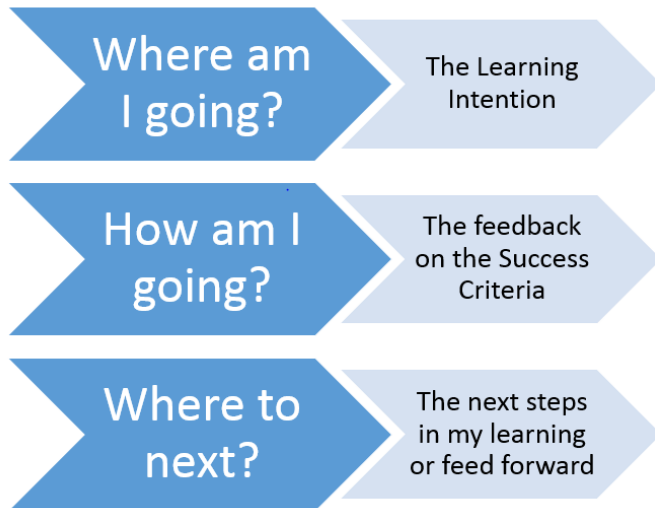 Where am
I going?
The Learning
Intention
How am I
going?
The feedback
on the Success
Criteria
Where to
next?
The next steps
in my learning
or feed forward